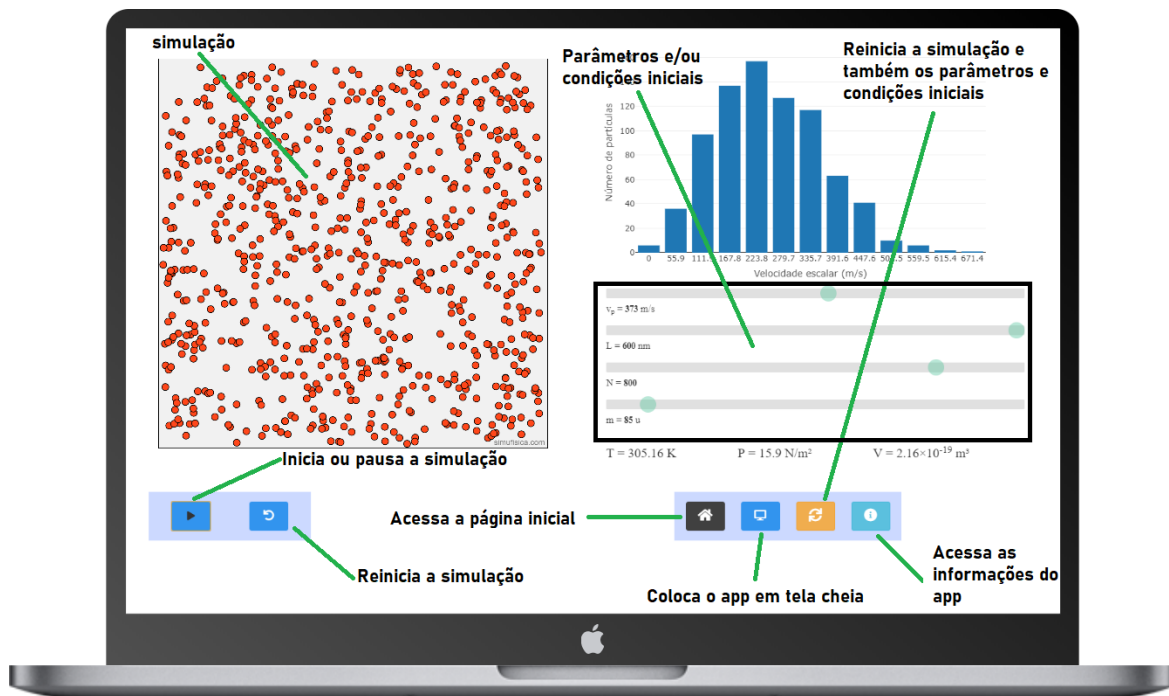 simulação
simufisica.com
Parâmetros e/ou
condições iniciais
Reinicia a simulação e
também os parâmetros e
condições iniciais
Número de partículas
120
100
80
60
40
20
0
0 55.9 167.8 223.8 279.7 335.7 391.6 447.6 559.5 615.4 671.4
Velocidade escalar (m/s)
vₚ = 373 m/s
L = 600 nm
N = 800
m = 85 u
T = 305.16 K P = 15.9 N/m² V = 2.16×10⁻¹⁹ m³
Inicia ou pausa a simulação
Reinicia a simulação
Acessa a página inicial
Coloca o app em tela cheia
Acessa as
informações do
app